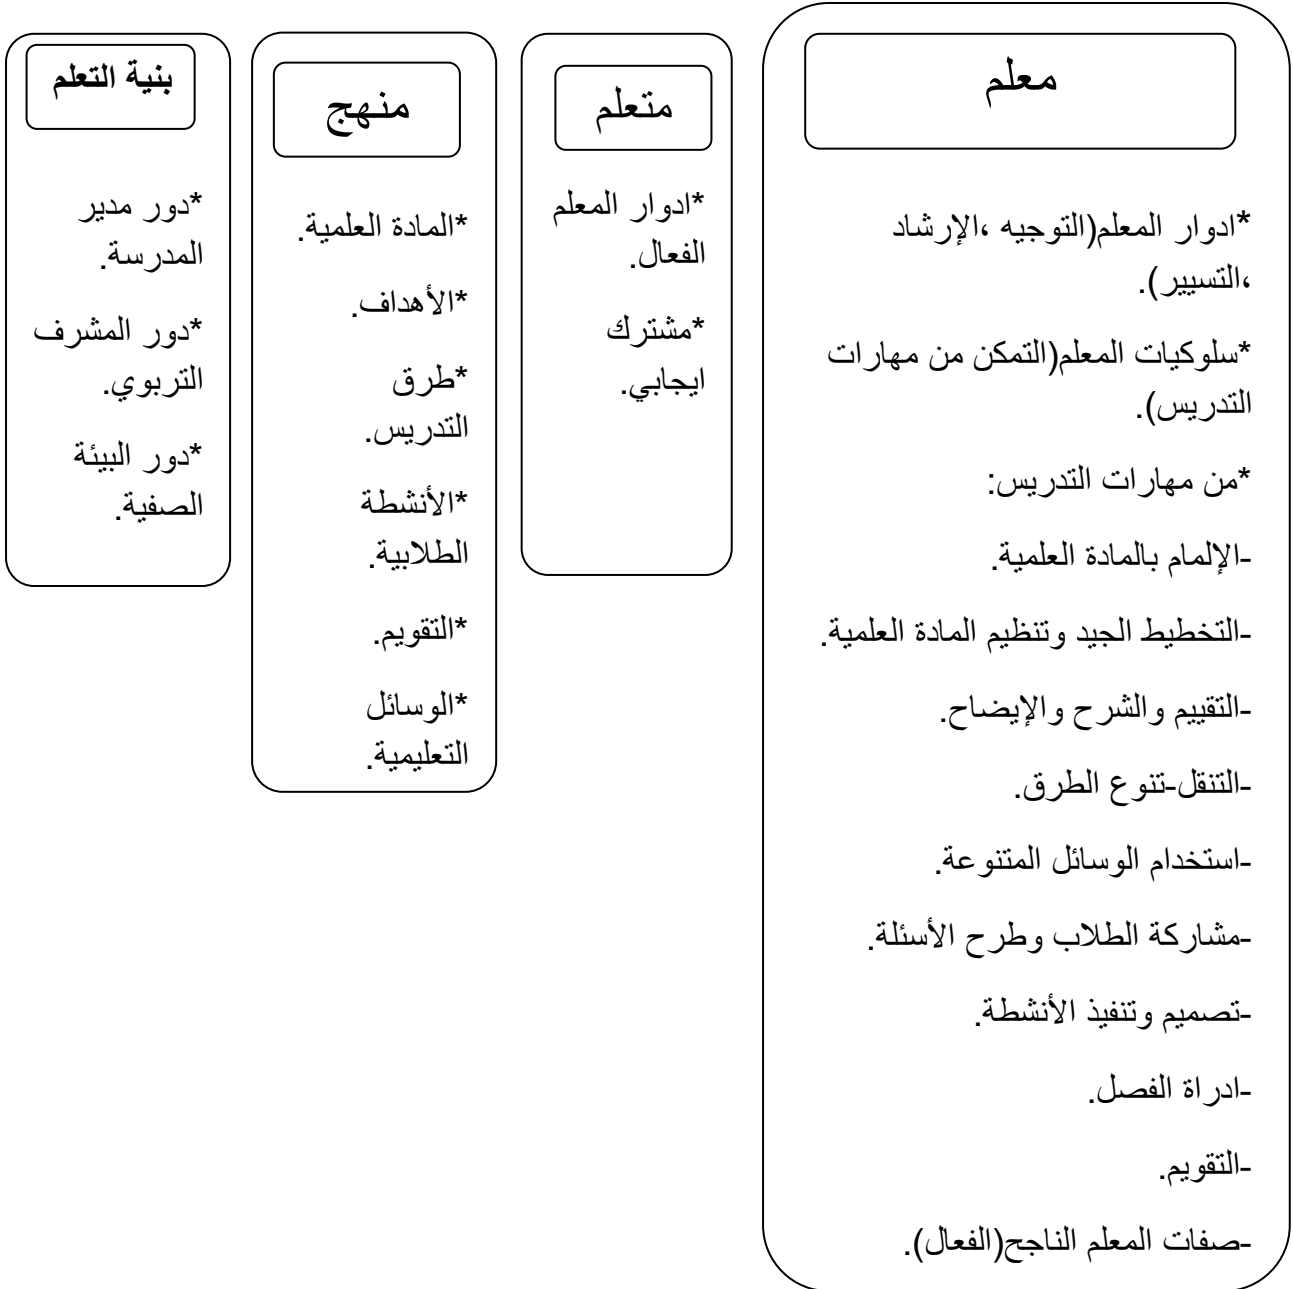 معلم
*ادوار المعلم(التوجيه ،الإرشاد
،التسيير).
*سلوكيات المعلم(التمكن من مهارات
التدريس).
*من مهارات التدريس:
-الإلمام بالمادة العلمية.
-التخطيط الجيد وتنظيم المادة العلمية.
-التقييم والشرح والإيضاح.
-التنقل-تنوع الطرق.
-استخدام الوسائل المتنوعة.
-مشاركة الطلاب وطرح الأسئلة.
-تصميم وتنفيذ الأنشطة.
-ادراة الفصل.
-التقويم.
-صفات المعلم الناجح(الفعال).
متعلم
*ادوار المعلم
الفعال.
*مشترك
ايجابي.
منهج
*المادة العلمية.
*الأهداف.
*طرق
التدريس.
*الأنشطة
الطلابية.
*التقويم.
*الوسائل
التعليمية.
بنية التعلم
*دور مدير
المدرسة.
*دور المشرف
التربوي.
*دور البيئة
الصفية.